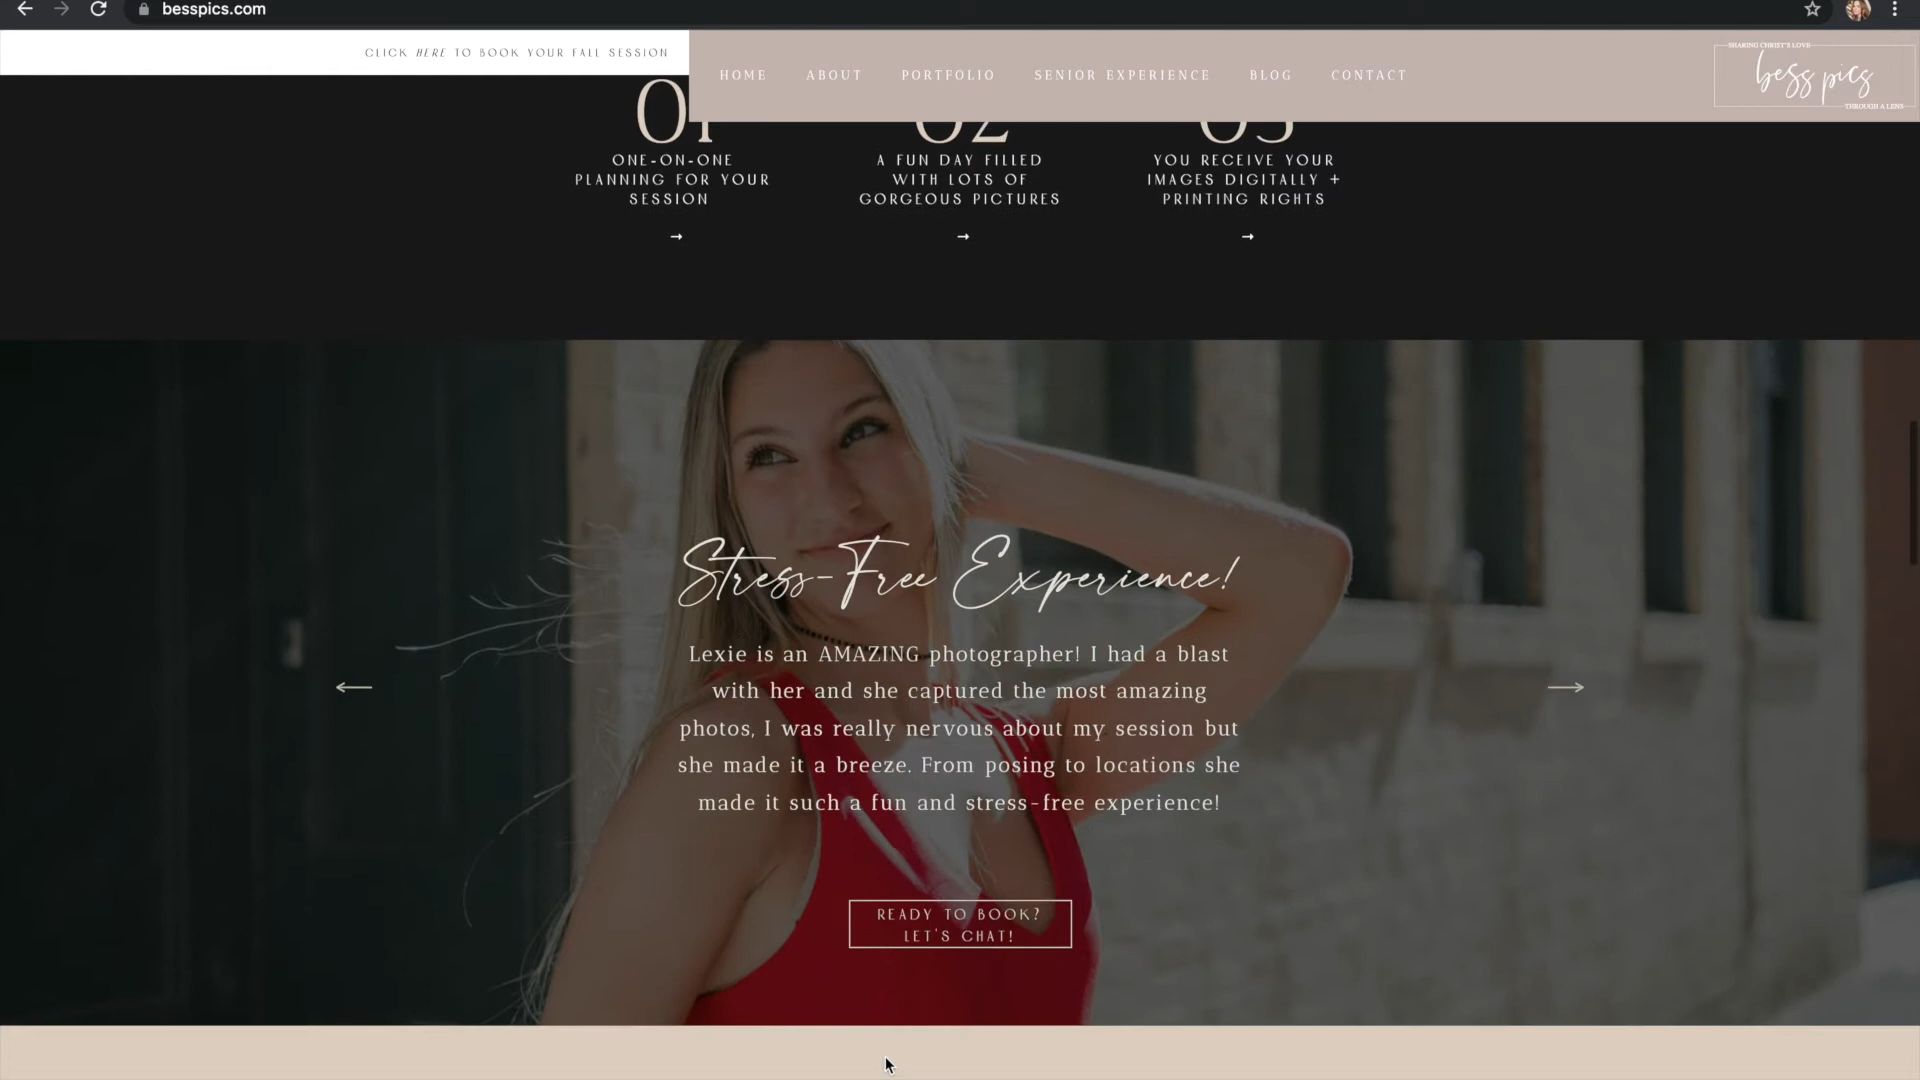 besspics.com
CLICK HERE TO BOOK YOUR FALL SESSION
HOME ABOUT PORTFOLIO SENIOR EXPERIENCE BLOG CONTACT
SHARING CHRIST'S LOVE
bess pics
THROUGH A LENS
01 02 03
ONE-ON-ONE
PLANNING FOR YOUR
SESSION
A FUN DAY FILLED
WITH LOTS OF
GORGEOUS PICTURES
YOU RECEIVE YOUR
IMAGES DIGITALLY +
PRINTING RIGHTS
Stress-Free Experience!
Lexie is an AMAZING photographer! I had a blast
with her and she captured the most amazing
photos, I was really nervous about my session but
she made it a breeze. From posing to locations she
made it such a fun and stress-free experience!
READY TO BOOK?
LET'S CHAT!